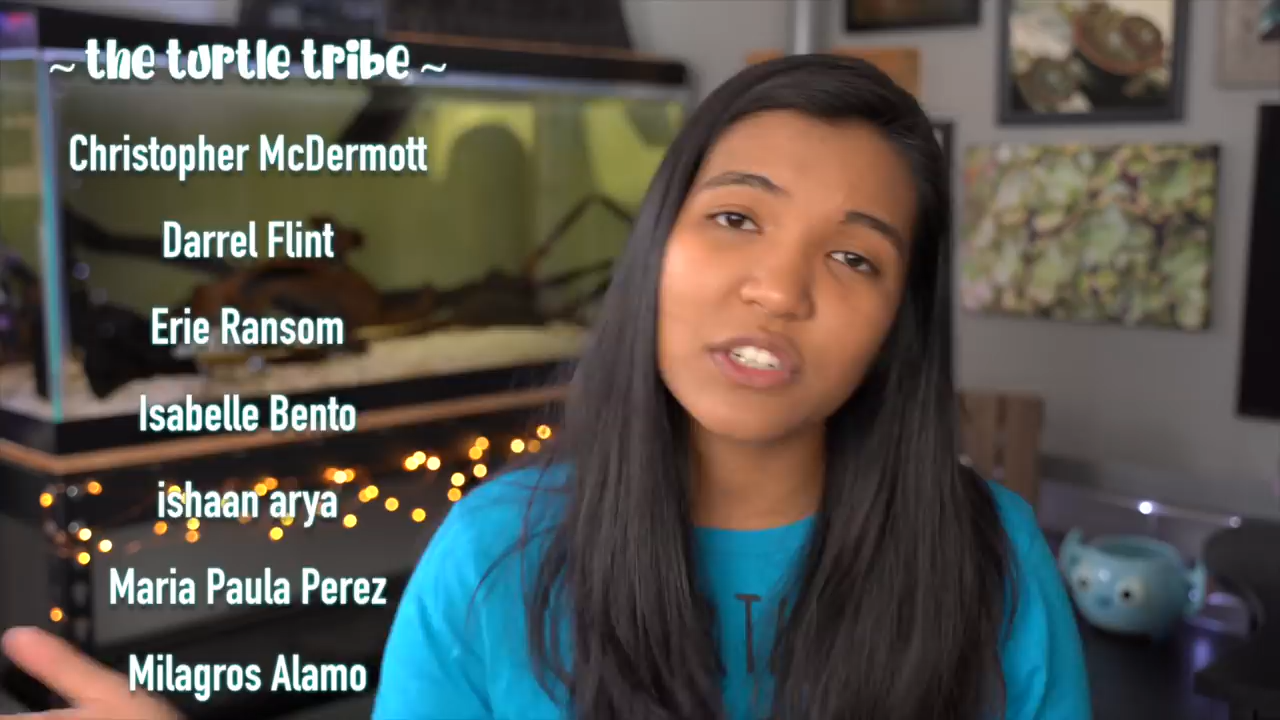 ~ the turtle tribe ~
Christopher McDermott
Darrel Flint
Erie Ransom
Isabelle Bento
ishaan arya
Maria Paula Perez
Milagros Alamo